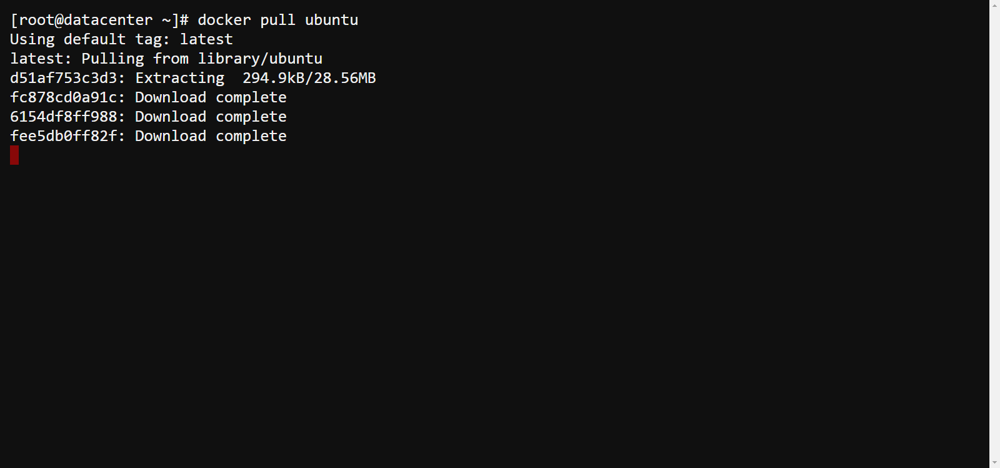 [root@datacenter ~]# docker pull ubuntu
Using default tag: latest
latest: Pulling from library/ubuntu
d51af753c3d3: Extracting  294.9kB/28.56MB
fc878cd0a91c: Download complete
6154df8ff988: Download complete
fee5db0ff82f: Download complete